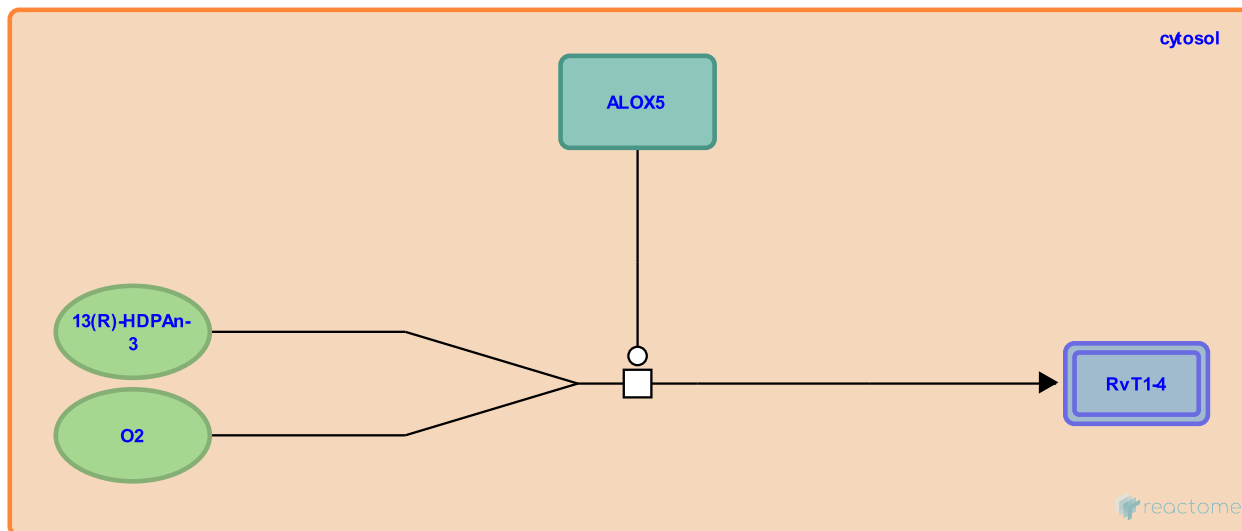 cytosol
ALOX5
13(R)-HDPAn-
3
O2
RvT1-4
reactome